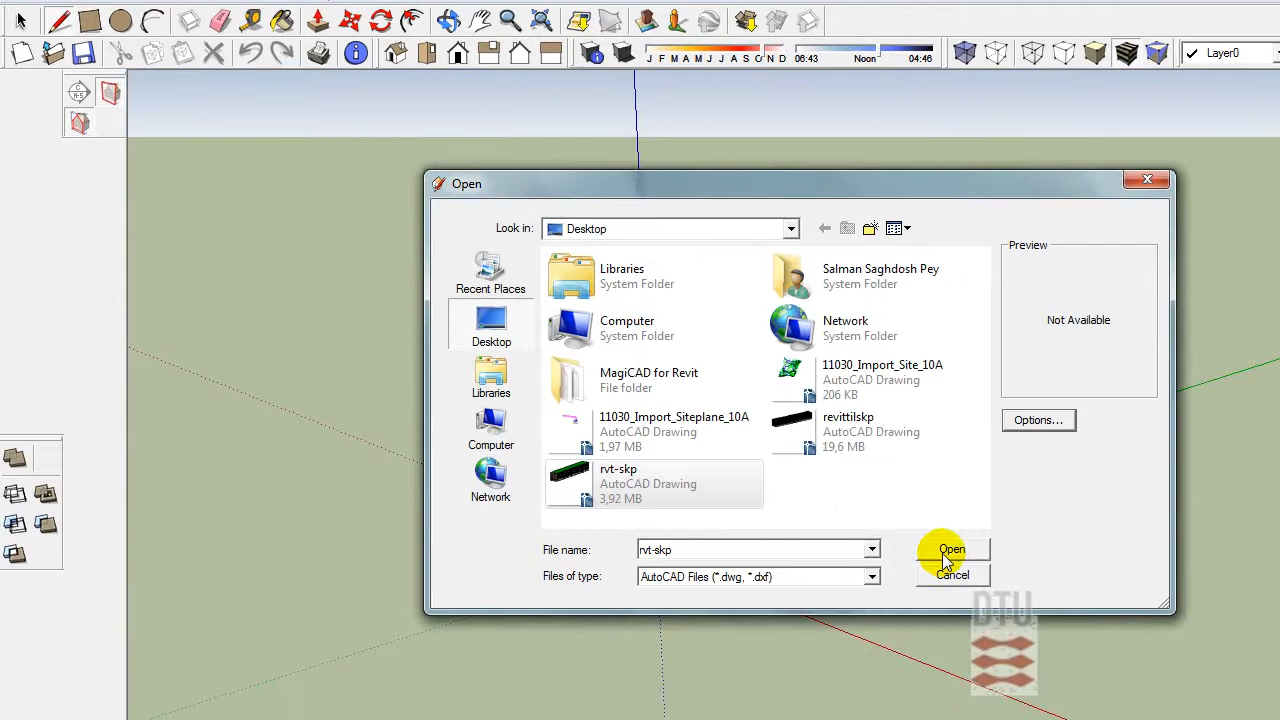 J F M A M J J A S O N D
06:43
Noon
04:46
Layer0
C
A-5
Open
Look in:
Desktop
Recent Places
Desktop
Libraries
Computer
Network
Libraries
System Folder
Salman Saghdosh Pey
System Folder
Computer
Network
System Folder
MagiCAD for Revit
File folder
11030_Import_Site_10A
AutoCAD Drawing
206 KB
11030_Import_Siteplane_10A
AutoCAD Drawing
1,97 MB
revittilskp
AutoCAD Drawing
19,6 MB
rvt-skp
AutoCAD Drawing
3,92 MB
Preview
Not Available
Options...
File name:
rvt-skp
Open
Files of type:
AutoCAD Files (*.dwg, *.dxf)
Cancel
DTU